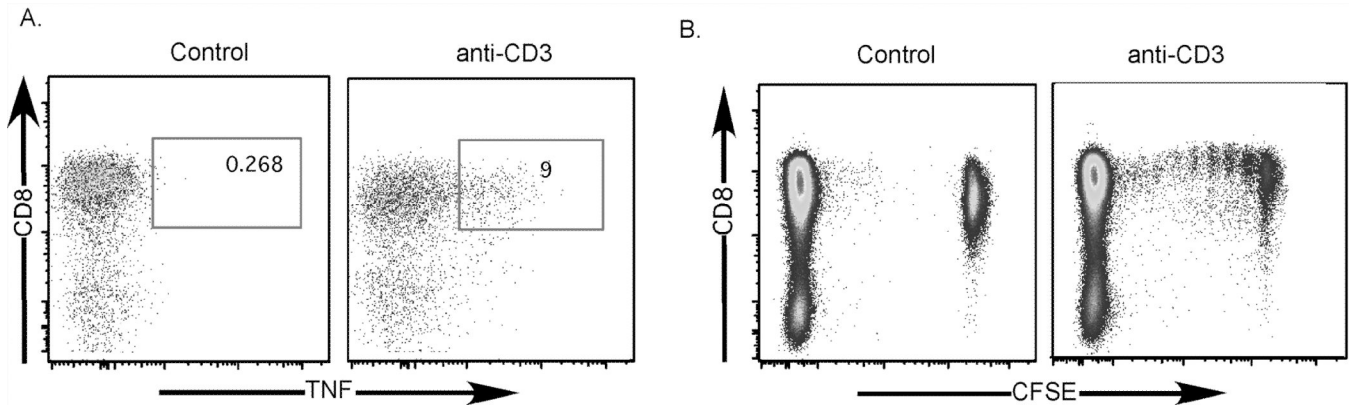 A.
Control
anti-CD3
CD8
0.268
9
TNF
B.
Control
anti-CD3
CD8
CFSE